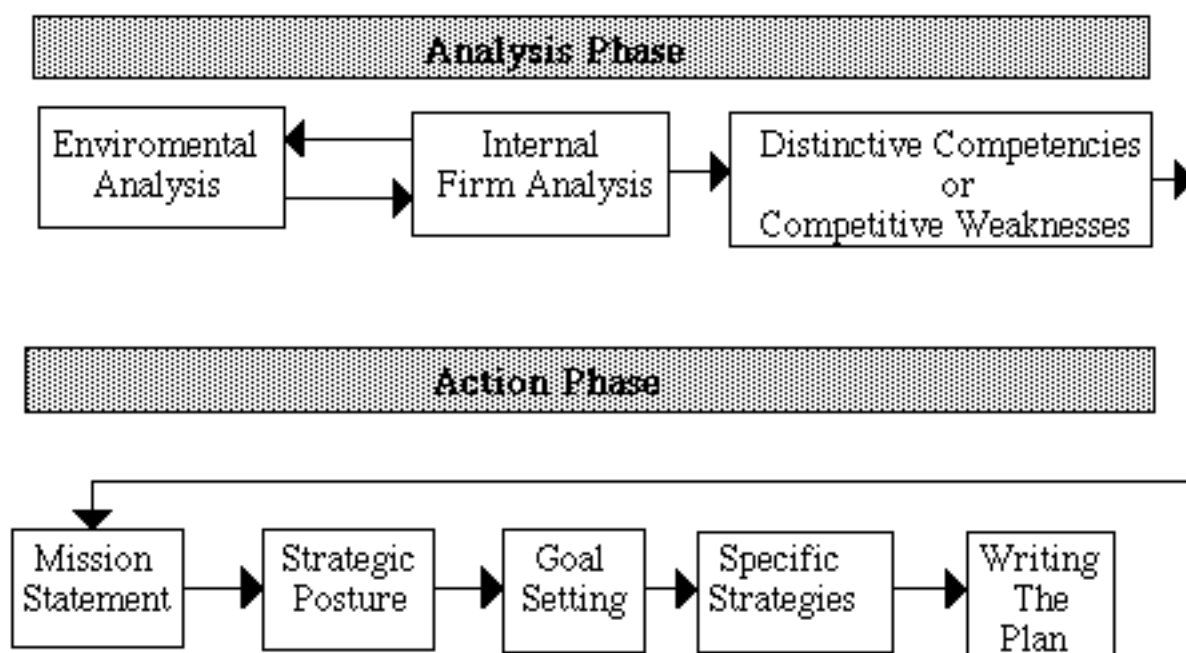 Analysis Phase
Enviromental
Analysis
Internal
Firm Analysis
Distinctive Competencies
or
Competitive Weaknesses
Action Phase
Mission
Statement
Strategic
Posture
Goal
Setting
Specific
Strategies
Writing
The
Plan